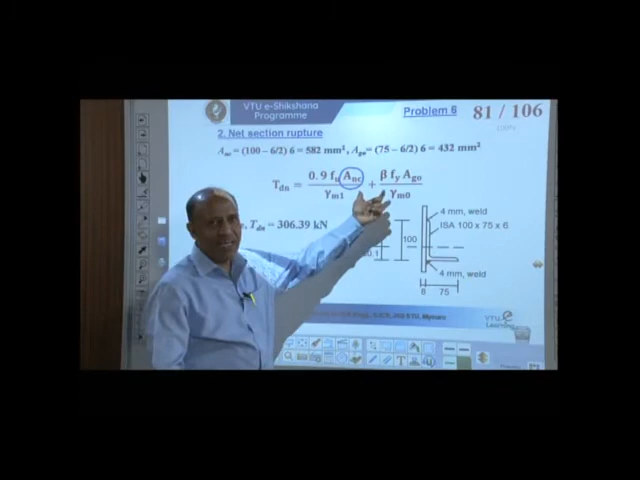 VTU e-Shikshana
Programme
Problem 6
81 / 106
2. Net section rupture
Anc = (100 – 6/2) 6 = 582 mm², Ago = (75 – 6/2) 6 = 432 mm²
Tdn = 0.9 fu Anc / γm1 + β fy Ago / γm0
Tdn = 306.39 kN
4 mm, weld
ISA 100 x 75 x 6
100
4 mm, weld
8 75
VTU e
Learning